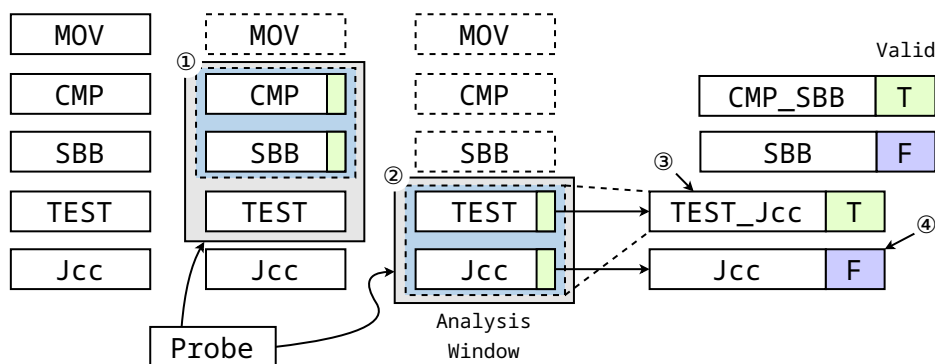 MOV
CMP
SBB
TEST
Jcc
①
MOV
CMP
SBB
TEST
Jcc
Probe
②
MOV
CMP
SBB
TEST
Jcc
Analysis
Window
Valid
CMP_SBB T
SBB F
③
TEST_Jcc T
④
Jcc F